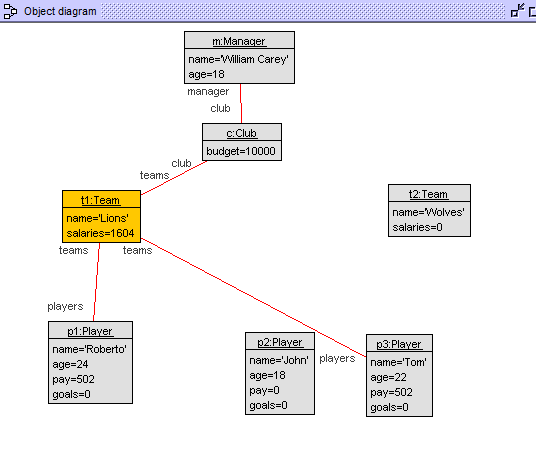 Object diagram
m:Manager
name='William Carey'
age=18
manager
club
c:Club
budget=10000
club
teams
t1:Team
name='Lions'
salaries=1604
teams
teams
t2:Team
name='Wolves'
salaries=0
players
p1:Player
name='Roberto'
age=24
pay=502
goals=0
p2:Player
name='John'
age=18
pay=0
goals=0
players
p3:Player
name='Tom'
age=22
pay=502
goals=0